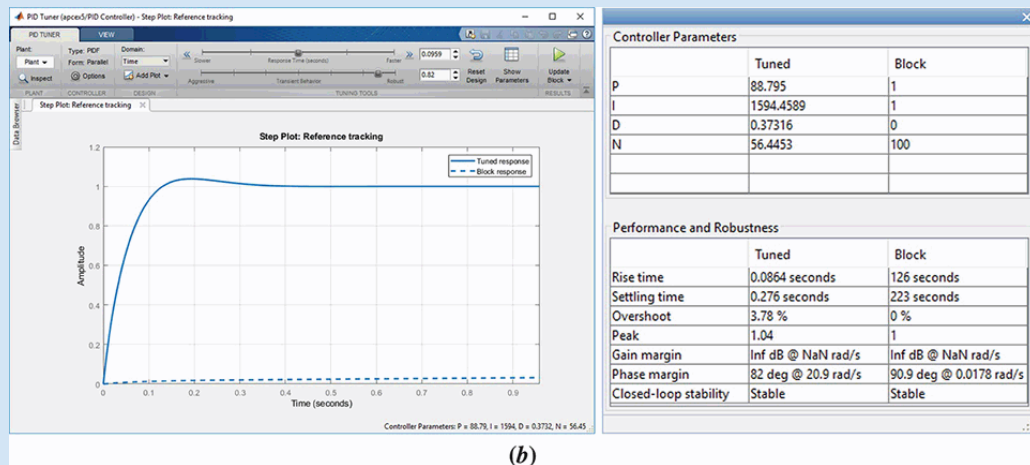 PID Tuner (apcex5/PID Controller) - Step Plot: Reference tracking
PID TUNER VIEW
Plant: Type: PIDF Domain:
Plant Form: Parallel Time Slower Response Time (seconds) Faster 0.0959
Inspect Options Add Plot Aggressive Transient Behavior Robust 0.82 Reset Design Show Parameters Update Block
PLANT CONTROLLER DESIGN TUNING TOOLS RESULTS
Data Browser
Step Plot: Reference tracking
Step Plot: Reference tracking
Tuned response
Block response
Amplitude
1.2
1
0.8
0.6
0.4
0.2
0
0 0.1 0.2 0.3 0.4 0.5 0.6 0.7 0.8 0.9
Time (seconds)
Controller Parameters: P = 88.79, I = 1594, D = 0.3732, N = 56.45
Controller Parameters
Tuned Block
P 88.795 1
I 1594.4589 1
D 0.37316 0
N 56.4453 100
Performance and Robustness
Tuned Block
Rise time 0.0864 seconds 126 seconds
Settling time 0.276 seconds 223 seconds
Overshoot 3.78 % 0 %
Peak 1.04 1
Gain margin Inf dB @ NaN rad/s Inf dB @ NaN rad/s
Phase margin 82 deg @ 20.9 rad/s 90.9 deg @ 0.0178 rad/s
Closed-loop stability Stable Stable
(b)